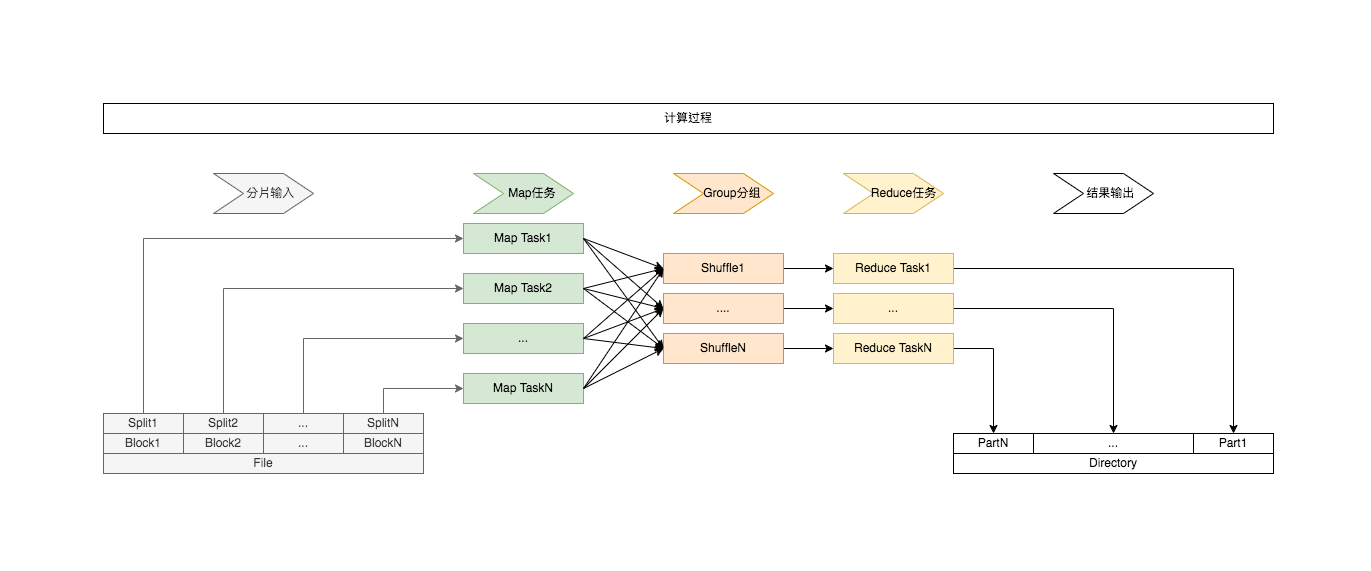 计算过程
分片输入
Map任务
Group分组
Reduce任务
结果输出
Map Task1
Map Task2
...
Map TaskN
Shuffle1
....
ShuffleN
Reduce Task1
...
Reduce TaskN
Split1
Split2
...
SplitN
Block1
Block2
...
BlockN
File
PartN
...
Part1
Directory